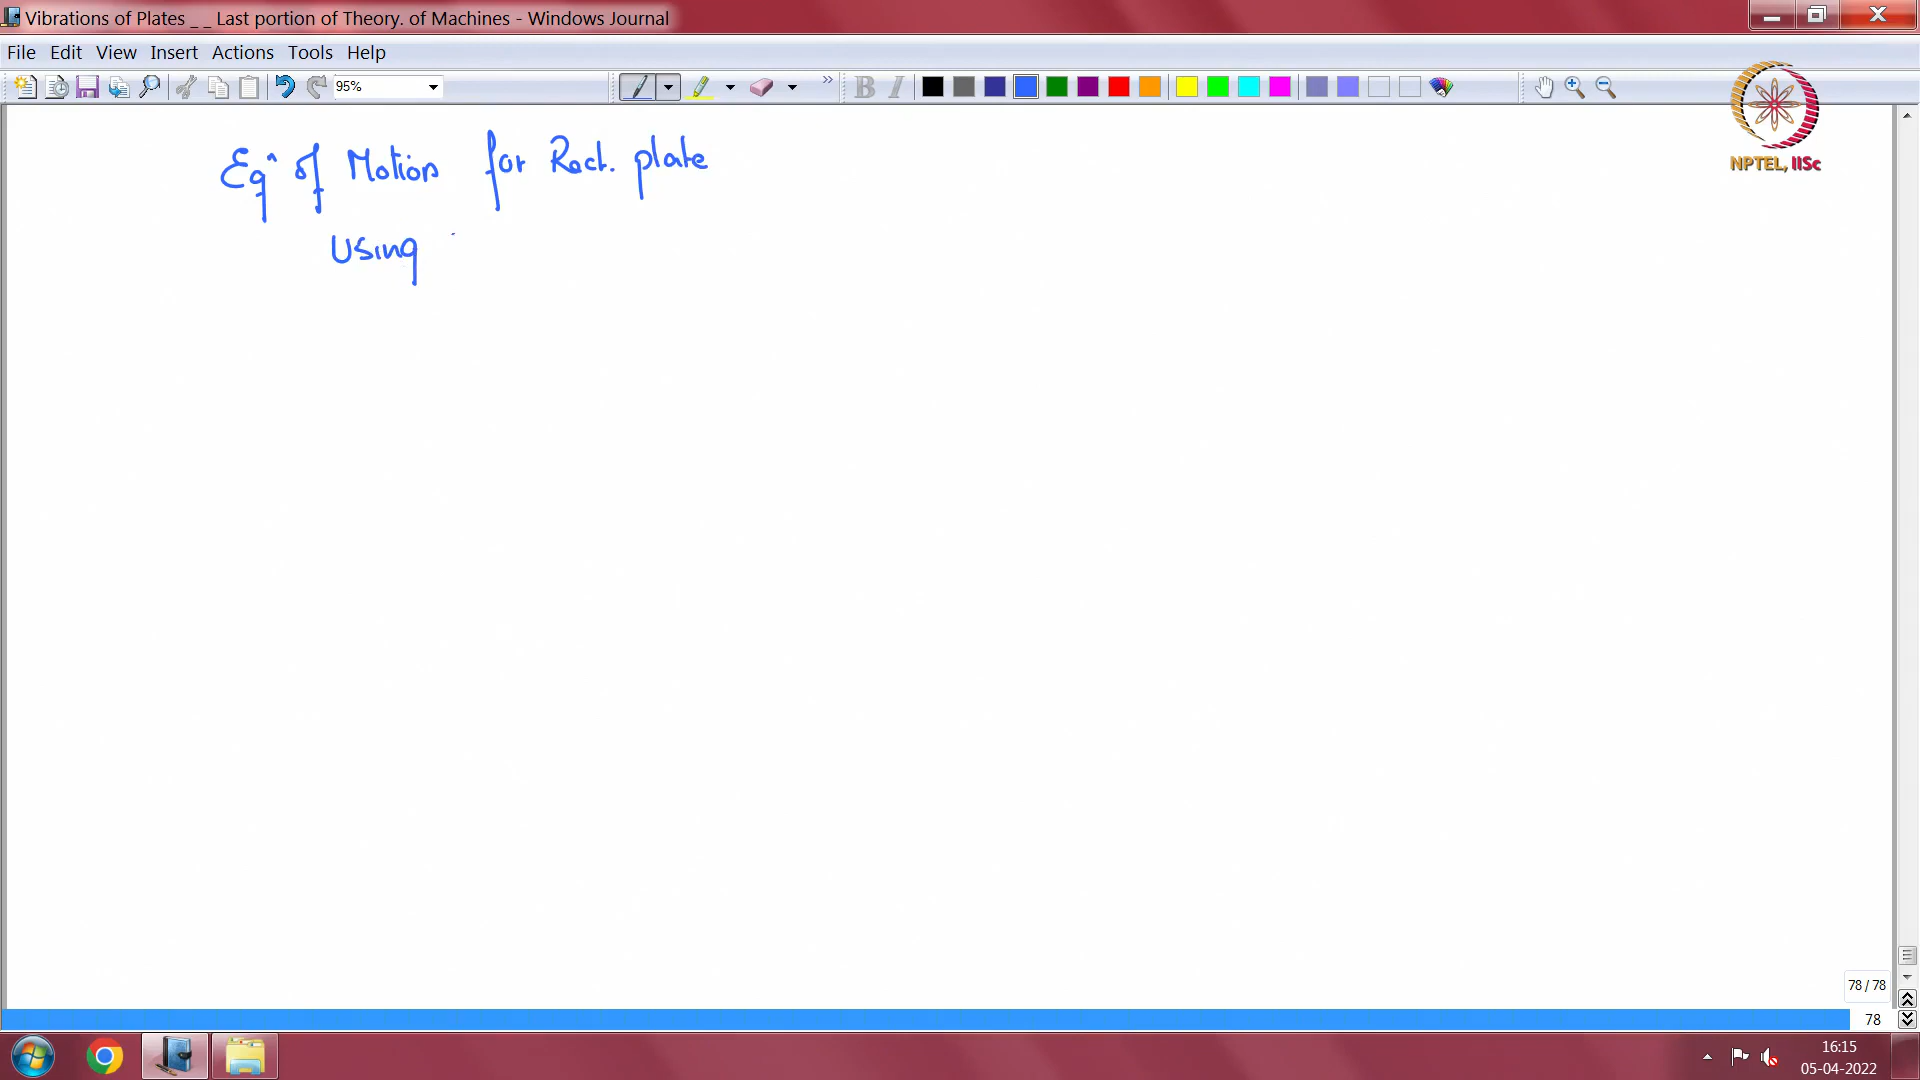 Vibrations of Plates _ _ Last portion of Theory. of Machines - Windows Journal
File Edit View Insert Actions Tools Help
95%
B I
NPTEL, IISc
Eqⁿ of Motion for Rect. plate
Using
78 / 78
78
16:15
05-04-2022